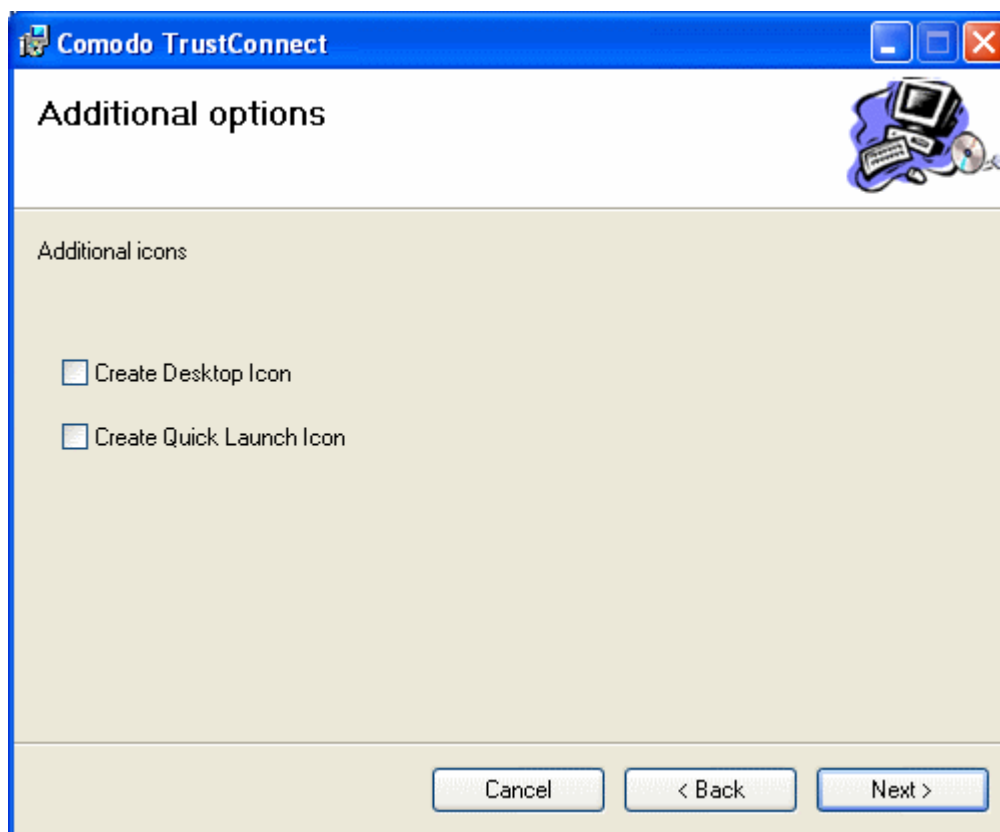 Comodo TrustConnect
Additional options
Additional icons
Create Desktop Icon
Create Quick Launch Icon
Cancel
< Back
Next >